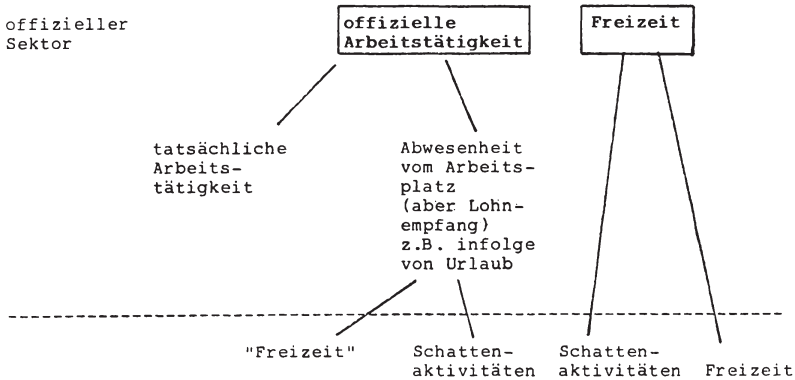 offizieller
Sektor
offizielle
Arbeitstätigkeit
Freizeit
tatsächliche
Arbeits-
tätigkeit
Abwesenheit
vom Arbeits-
platz
(aber Lohn-
empfang)
z.B. infolge
von Urlaub
"Freizeit"
Schatten-
aktivitäten
Schatten-
aktivitäten
Freizeit